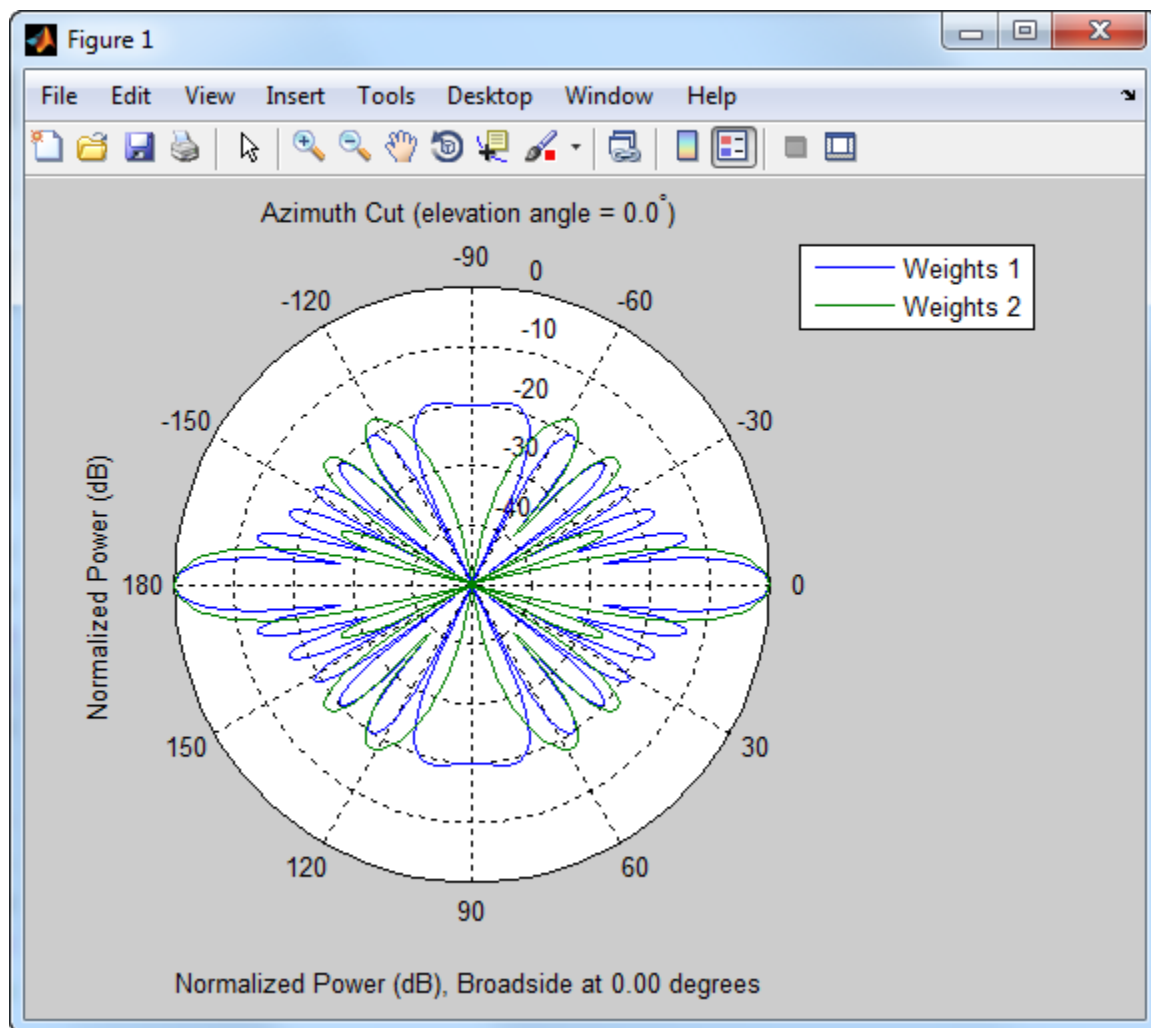 Figure 1
File Edit View Insert Tools Desktop Window Help
Azimuth Cut (elevation angle = 0.0°)
Weights 1
Weights 2
-90
0
-120
-60
-10
-20
-150
-30
-30
-40
Normalized Power (dB)
180
0
150
30
120
60
90
Normalized Power (dB), Broadside at 0.00 degrees